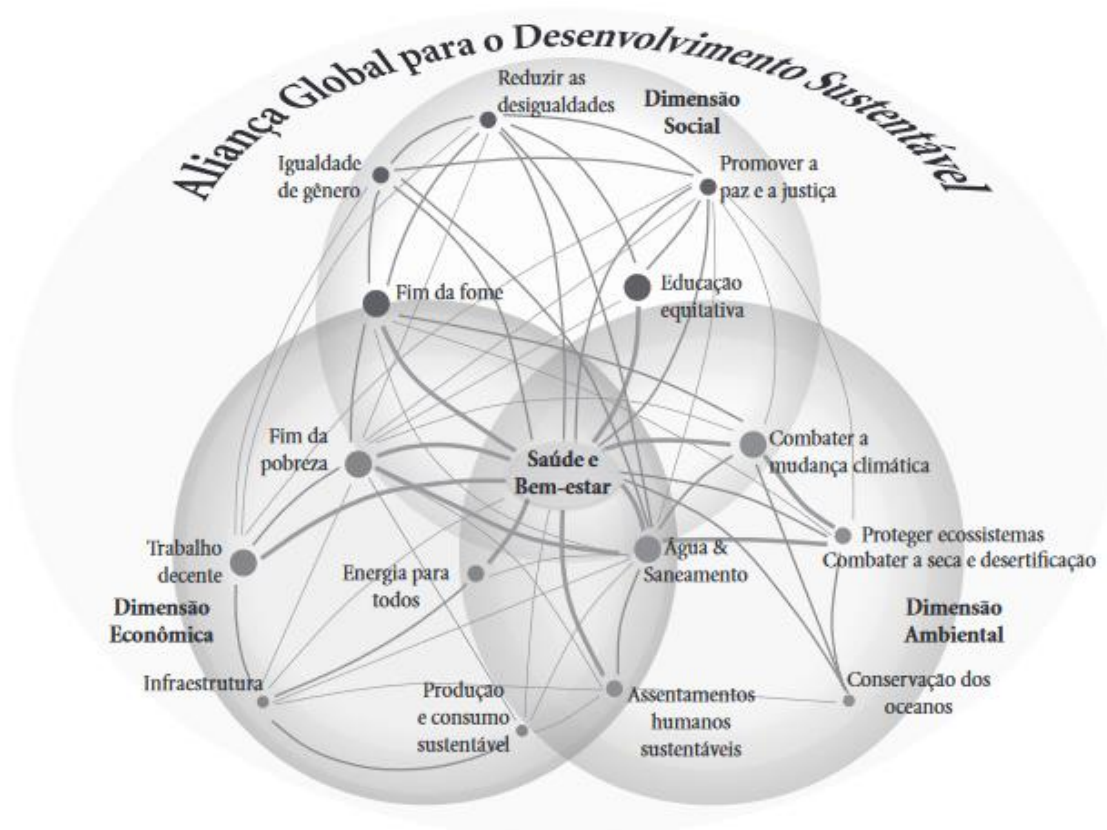 Aliança Global para o Desenvolvimento Sustentável
Reduzir as
desigualdades
Dimensão
Social
Igualdade
de gênero
Promover a
paz e a justiça
Fim da fome
Educação
equitativa
Fim da
pobreza
Saúde e
Bem-estar
Combater a
mudança climática
Trabalho
decente
Energia para
todos
Água &
Saneamento
Proteger ecossistemas
Combater a seca e desertificação
Dimensão
Econômica
Dimensão
Ambiental
Infraestrutura
Produção
e consumo
sustentável
Assentamentos
humanos
sustentáveis
Conservação dos
oceanos